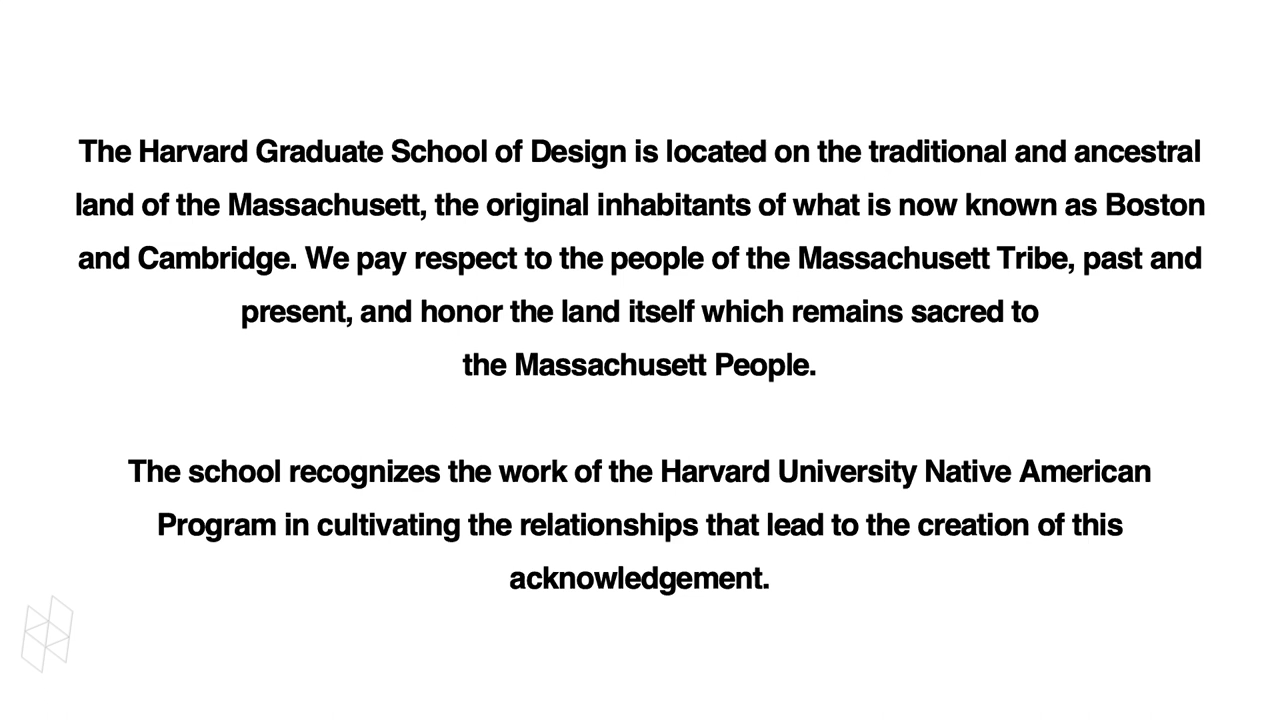 The Harvard Graduate School of Design is located on the traditional and ancestral
land of the Massachusett, the original inhabitants of what is now known as Boston
and Cambridge. We pay respect to the people of the Massachusett Tribe, past and
present, and honor the land itself which remains sacred to
the Massachusett People.
The school recognizes the work of the Harvard University Native American
Program in cultivating the relationships that lead to the creation of this
acknowledgement.